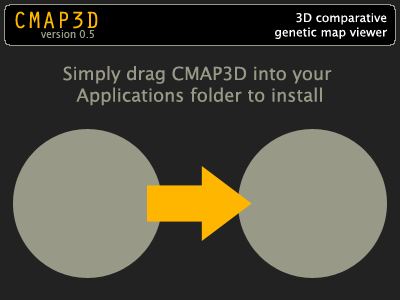 CMAP3D
version 0.5
3D comparative
genetic map viewer
Simply drag CMAP3D into your
Applications folder to install